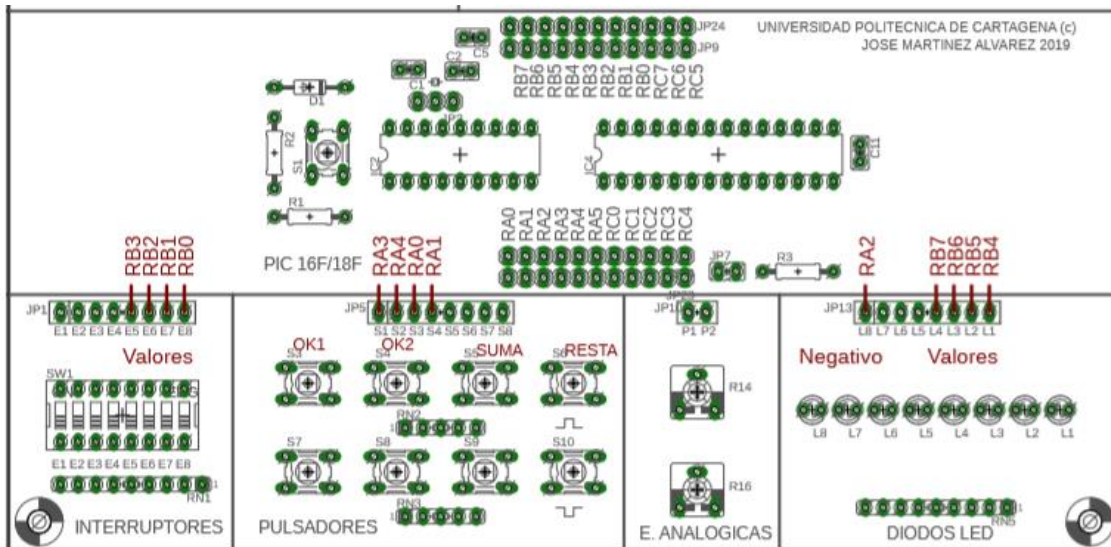 UNIVERSIDAD POLITECNICA DE CARTAGENA (c)
JOSE MARTINEZ ALVAREZ 2019
JP24
JP9
C5
C2
C1
RB7 RB6 RB5 RB4 RB3 RB2 RB1 RB0 RC7 RC6 RC5
D1
R2
S1
IC2
IC4
C11
R1
PIC 16F/18F
RA0 RA1 RA2 RA3 RA4 RA5 RC0 RC1 RC2 RC3 RC4
JP7
R3
RB3 RB2 RB1 RB0
RA3 RA4 RA0 RA1
RA2 RB7 RB6 RB5 RB4
JP1
E1 E2 E3 E4 E5 E6 E7 E8
JP5
S1 S2 S3 S4 S5 S6 S7 S8
P1 P2
JP13
L8 L7 L6 L5 L4 L3 L2 L1
Valores
OK1 OK2 SUMA RESTA
Negativo Valores
SW1
S3 S4 S5 S6
R14
RN2
1
L8 L7 L6 L5 L4 L3 L2 L1
S7 S8 S9 S10
E1 E2 E3 E4 E5 E6 E7 E8
1
RN1
R16
RN3
1
1
RN5
INTERRUPTORES
PULSADORES
E. ANALOGICAS
DIODOS LED